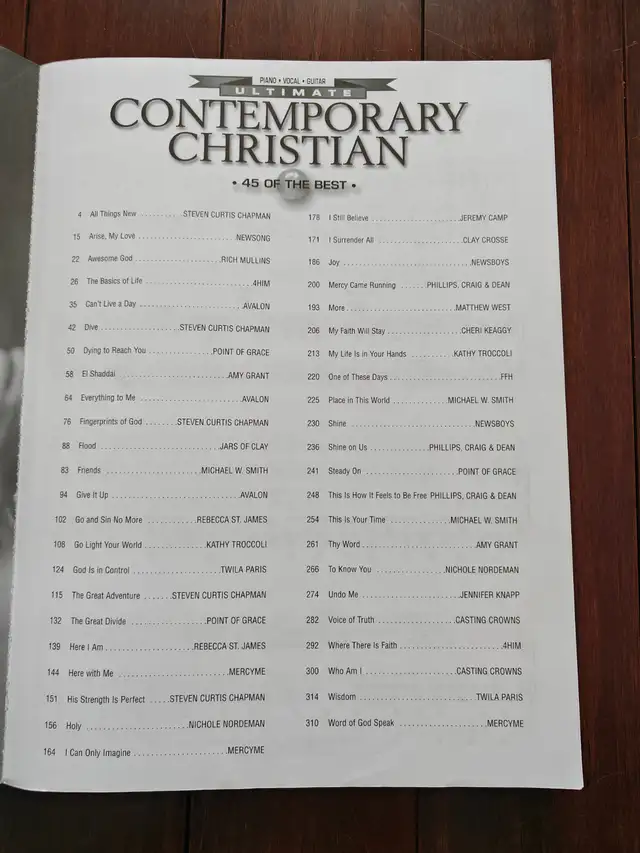 PIANO • VOCAL • GUITAR
ULTIMATE
CONTEMPORARY
CHRISTIAN
• 45 OF THE BEST •
4 All Things New .......... STEVEN CURTIS CHAPMAN
15 Arise, My Love .......... NEWSONG
22 Awesome God .......... RICH MULLINS
26 The Basics of Life .......... 4HIM
35 Can't Live a Day .......... AVALON
42 Dive .......... STEVEN CURTIS CHAPMAN
50 Dying to Reach You .......... POINT OF GRACE
58 El Shaddai .......... AMY GRANT
64 Everything to Me .......... AVALON
76 Fingerprints of God .......... STEVEN CURTIS CHAPMAN
88 Flood .......... JARS OF CLAY
83 Friends .......... MICHAEL W. SMITH
94 Give It Up .......... AVALON
102 Go and Sin No More .......... REBECCA ST. JAMES
108 Go Light Your World .......... KATHY TROCCOLI
124 God Is in Control .......... TWILA PARIS
115 The Great Adventure .......... STEVEN CURTIS CHAPMAN
132 The Great Divide .......... POINT OF GRACE
139 Here I Am .......... REBECCA ST. JAMES
144 Here with Me .......... MERCYME
151 His Strength Is Perfect .......... STEVEN CURTIS CHAPMAN
156 Holy .......... NICHOLE NORDEMAN
164 I Can Only Imagine .......... MERCYME
178 I Still Believe .......... JEREMY CAMP
171 I Surrender All .......... CLAY CROSSE
186 Joy .......... NEWSBOYS
200 Mercy Came Running .......... PHILLIPS, CRAIG & DEAN
193 More .......... MATTHEW WEST
206 My Faith Will Stay .......... CHERI KEAGGY
213 My Life Is in Your Hands .......... KATHY TROCCOLI
220 One of These Days .......... FFH
225 Place in This World .......... MICHAEL W. SMITH
230 Shine .......... NEWSBOYS
236 Shine on Us .......... PHILLIPS, CRAIG & DEAN
241 Steady On .......... POINT OF GRACE
248 This Is How It Feels to Be Free PHILLIPS, CRAIG & DEAN
254 This Is Your Time .......... MICHAEL W. SMITH
261 Thy Word .......... AMY GRANT
266 To Know You .......... NICHOLE NORDEMAN
274 Undo Me .......... JENNIFER KNAPP
282 Voice of Truth .......... CASTING CROWNS
292 Where There Is Faith .......... 4HIM
300 Who Am I .......... CASTING CROWNS
314 Wisdom .......... TWILA PARIS
310 Word of God Speak .......... MERCYME